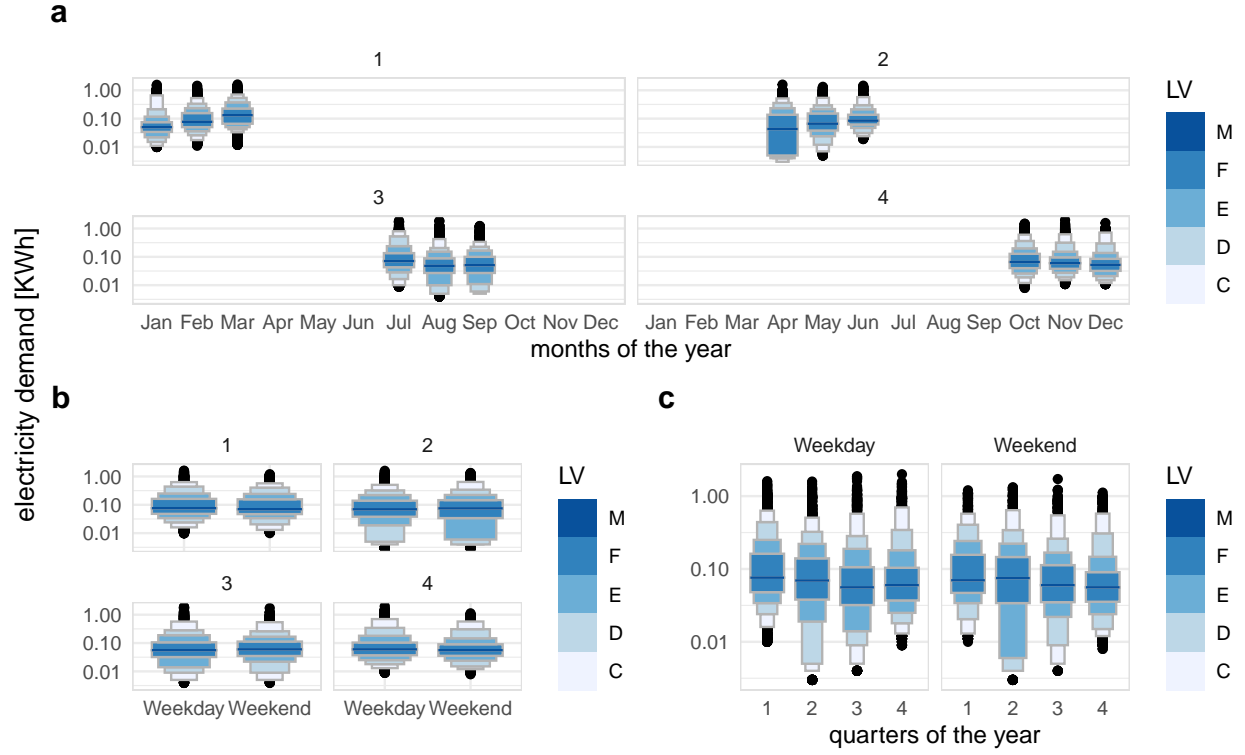 a
1 2
1.00
0.10
0.01
3 4
1.00
0.10
0.01
Jan Feb Mar Apr May Jun Jul Aug Sep Oct Nov Dec Jan Feb Mar Apr May Jun Jul Aug Sep Oct Nov Dec
months of the year
electricity demand [KWh]
LV
M
F
E
D
C
b
1 2
1.00
0.10
0.01
3 4
1.00
0.10
0.01
Weekday Weekend Weekday Weekend
LV
M
F
E
D
C
c
Weekday Weekend
1.00
0.10
0.01
1 2 3 4 1 2 3 4
quarters of the year
LV
M
F
E
D
C